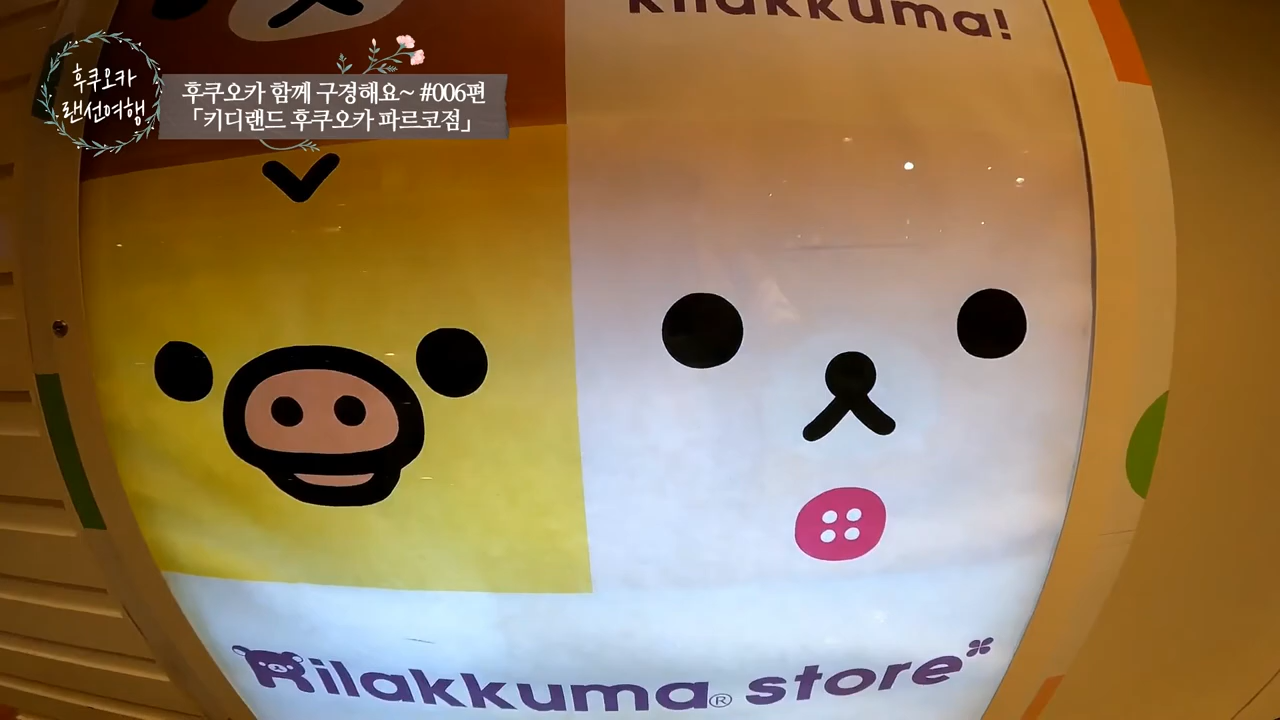 후쿠오카
랜선여행
후쿠오카 함께 구경해요~ #006편
「키디랜드 후쿠오카 파르코점」
Rilakkuma!
Rilakkuma® store